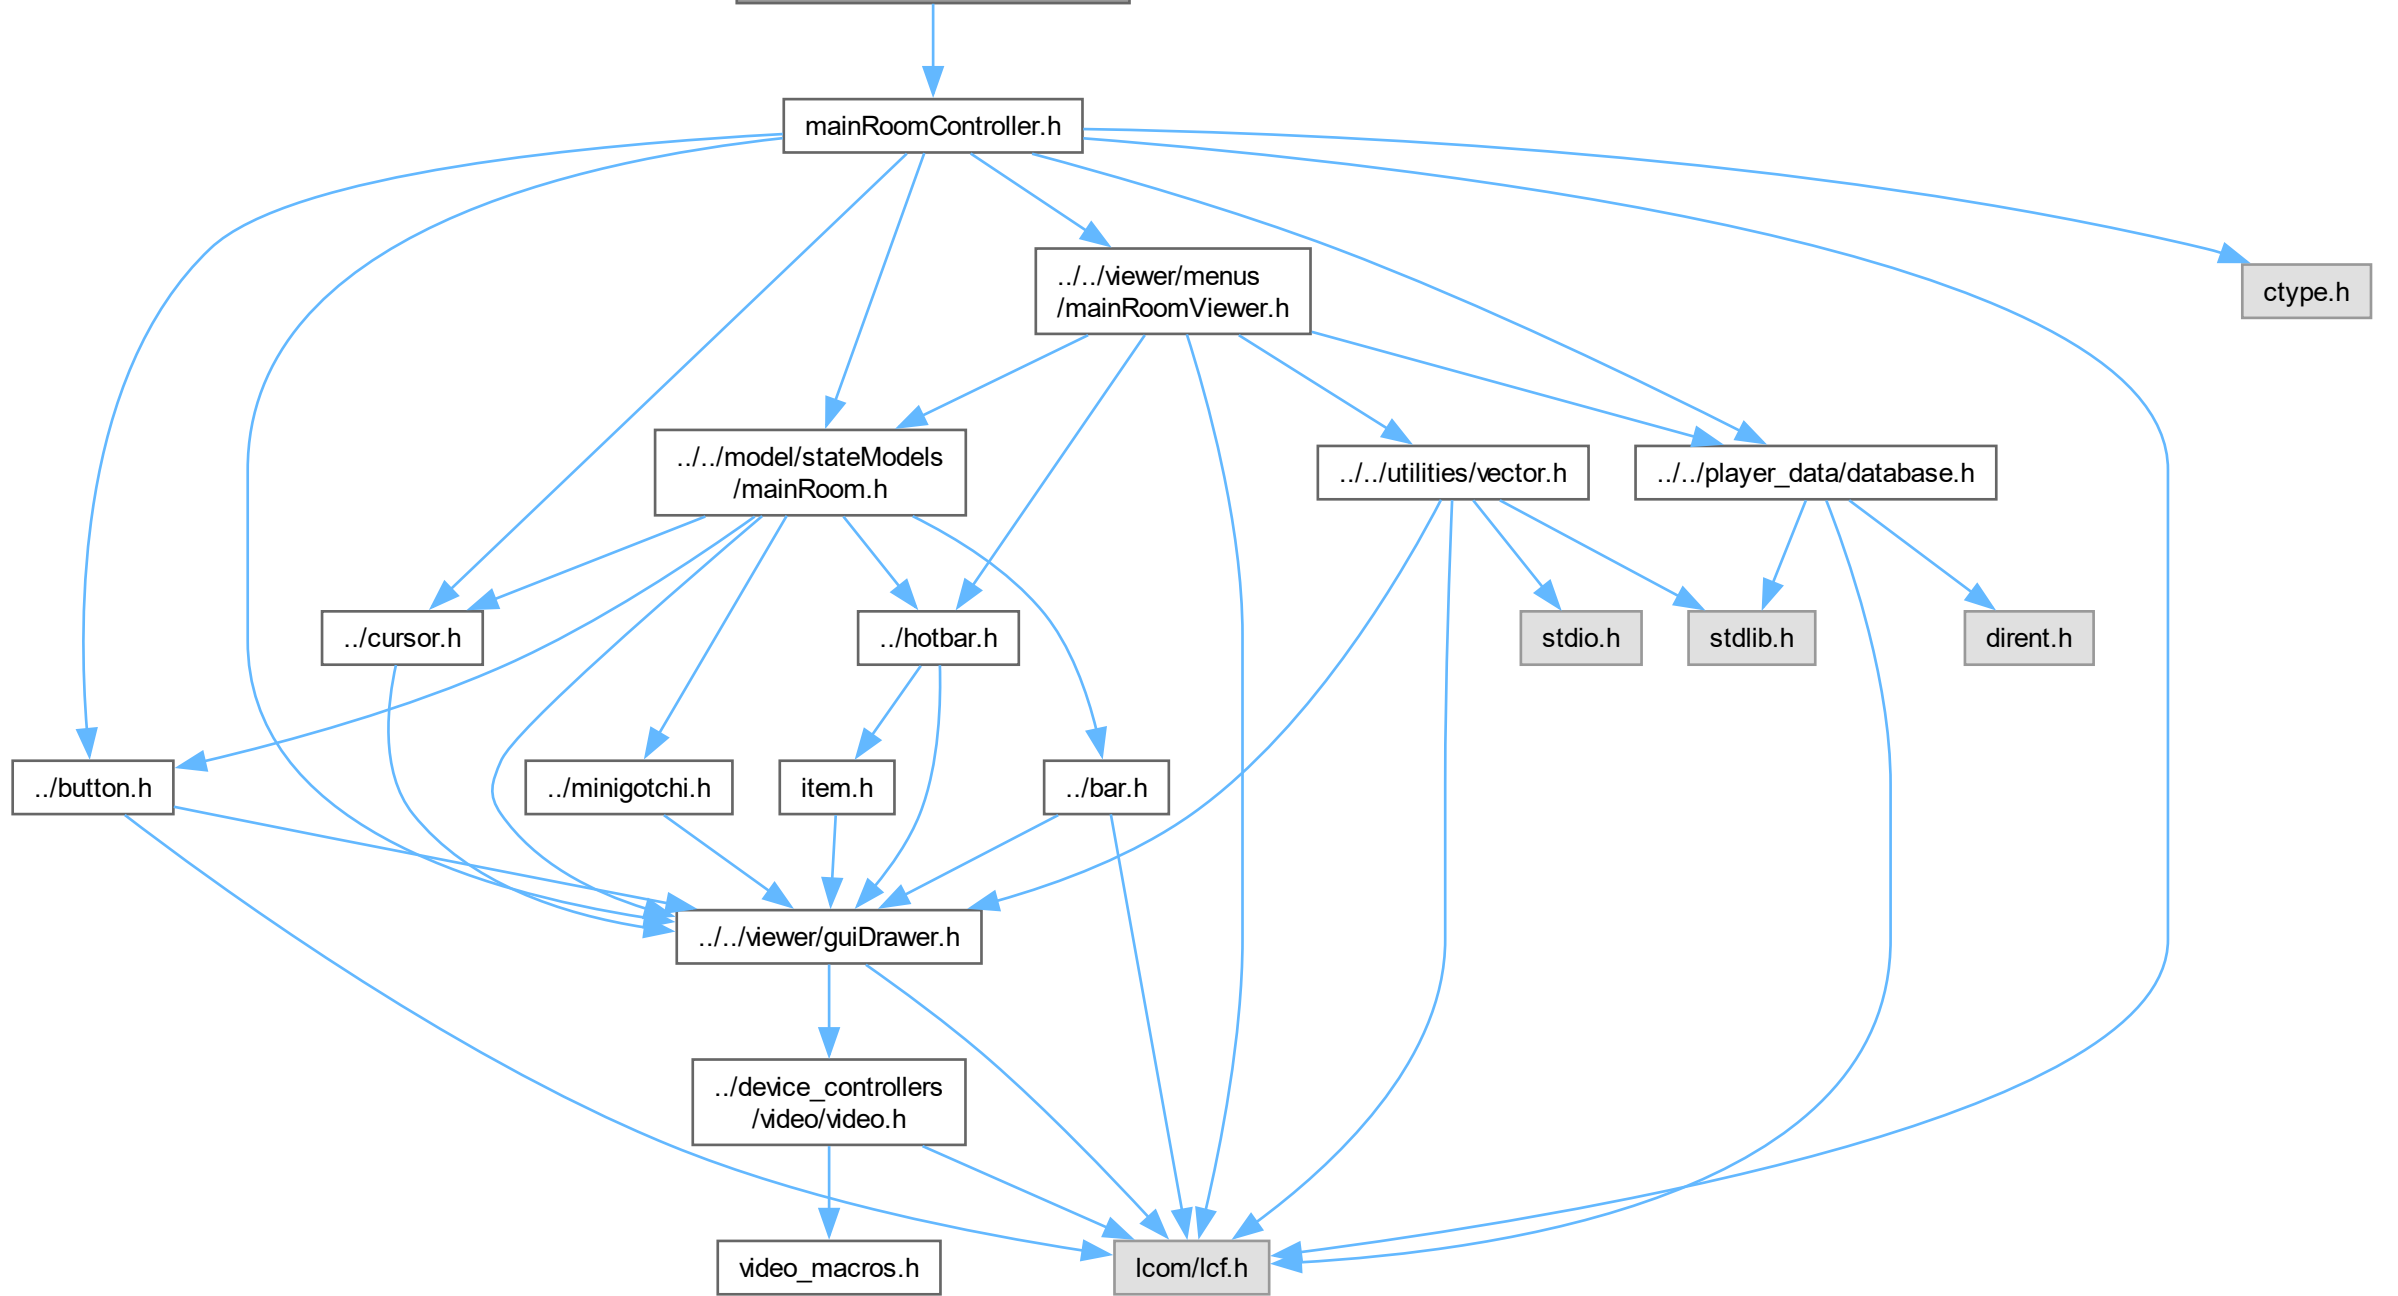 mainRoomController.h
../../viewer/menus
/mainRoomViewer.h
ctype.h
../../model/stateModels
/mainRoom.h
../../utilities/vector.h
../../player_data/database.h
../cursor.h
../hotbar.h
stdio.h
stdlib.h
dirent.h
../button.h
../minigotchi.h
item.h
../bar.h
../../viewer/guiDrawer.h
../device_controllers
/video/video.h
video_macros.h
lcom/lcf.h